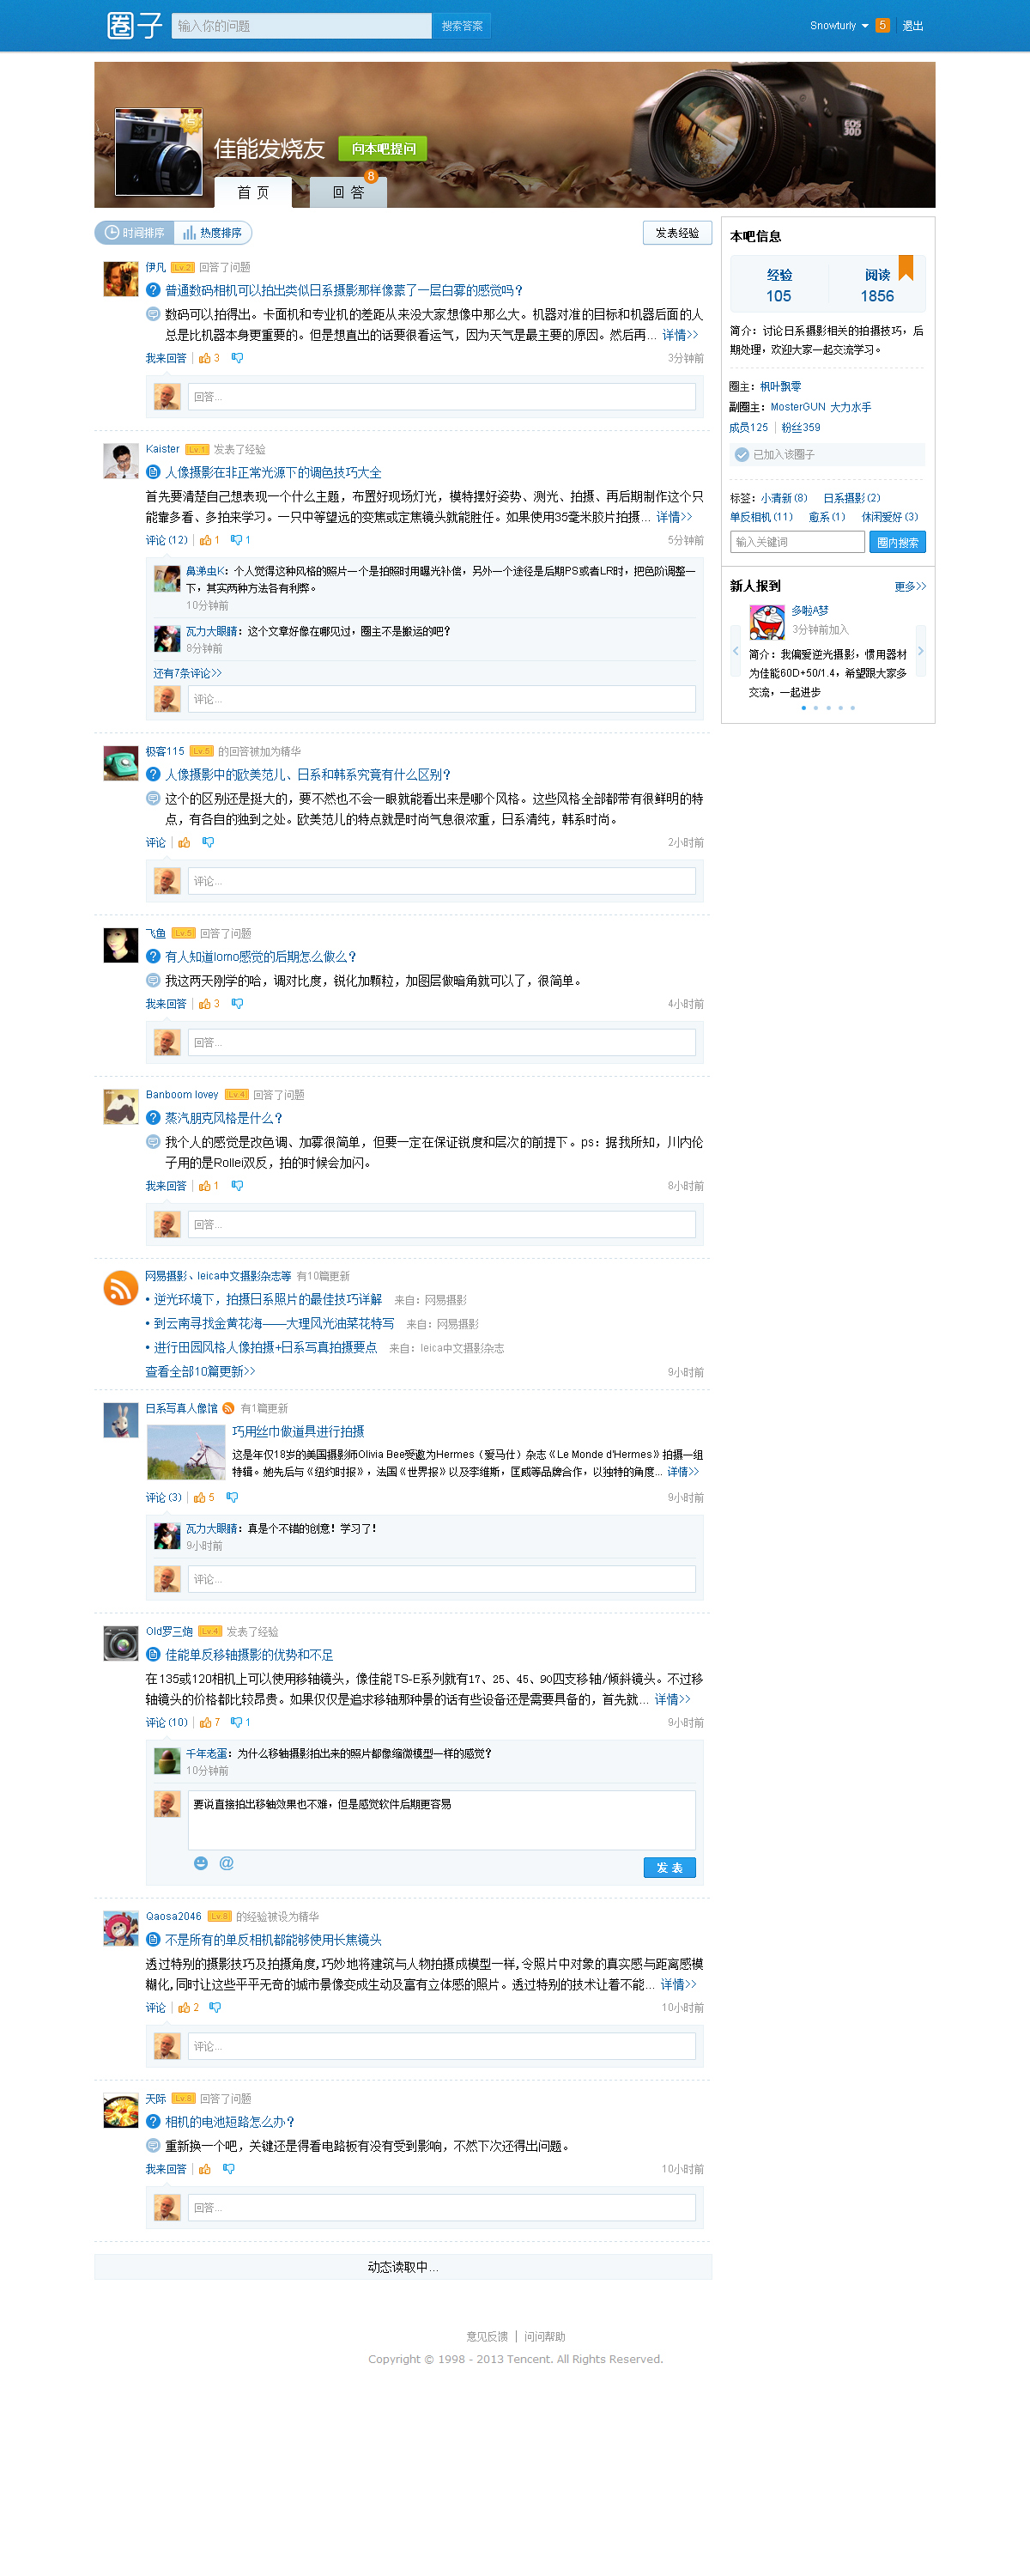 圈子 输入你的问题 搜索答案 Snowturly 5 退出
EOS 30D
佳能发烧友 向本吧提问
首 页 回 答 8
时间排序 热度排序 发表经验
伊凡 Lv.2 回答了问题
普通数码相机可以拍出类似日系摄影那样像蒙了一层白雾的感觉吗？
数码可以拍得出。卡面机和专业机的差距从来没大家想像中那么大。机器对准的目标和机器后面的人
总是比机器本身更重要的。但是想直出的话要很看运气，因为天气是最主要的原因。然后再... 详情>>
我来回答 3 3分钟前
回答...
Kaister Lv.1 发表了经验
人像摄影在非正常光源下的调色技巧大全
首先要清楚自己想表现一个什么主题，布置好现场灯光，模特摆好姿势、测光、拍摄、再后期制作这个只
能靠多看、多拍来学习。一只中等望远的变焦或定焦镜头就能胜任。如果使用35毫米胶片拍摄... 详情>>
评论 (12) 1 1 5分钟前
鼻涕虫K：个人觉得这种风格的照片一个是拍照时用曝光补偿，另外一个途径是后期PS或者LR时，把色阶调整一
下，其实两种方法各有利弊。
10分钟前
瓦力大眼睛：这个文章好像在哪见过，圈主不是搬运的吧？
8分钟前
还有7条评论>>
评论...
极客115 Lv.5 的回答被加为精华
人像摄影中的欧美范儿、日系和韩系究竟有什么区别？
这个的区别还是挺大的，要不然也不会一眼就能看出来是哪个风格。这些风格全部都带有很鲜明的特
点，有各自的独到之处。欧美范儿的特点就是时尚气息很浓重，日系清纯，韩系时尚。
评论 2小时前
评论...
飞鱼 Lv.5 回答了问题
有人知道lomo感觉的后期怎么做么？
我这两天刚学的哈，调对比度，锐化加颗粒，加图层做暗角就可以了，很简单。
我来回答 3 4小时前
回答...
Banboom lovey Lv.4 回答了问题
蒸汽朋克风格是什么？
我个人的感觉是改色调、加雾很简单，但要一定在保证锐度和层次的前提下。ps：据我所知，川内伦
子用的是Rollei双反，拍的时候会加闪。
我来回答 1 8小时前
回答...
网易摄影、leica中文摄影杂志等 有10篇更新
• 逆光环境下，拍摄日系照片的最佳技巧详解 来自：网易摄影
• 到云南寻找金黄花海——大理风光油菜花特写 来自：网易摄影
• 进行田园风格人像拍摄+日系写真拍摄要点 来自：leica中文摄影杂志
查看全部10篇更新>> 9小时前
日系写真人像馆 有1篇更新
巧用丝巾做道具进行拍摄
这是年仅18岁的美国摄影师Olivia Bee受邀为Hermes（爱马仕）杂志《Le Monde d'Hermes》拍摄一组
特辑。她先后与《纽约时报》，法国《世界报》以及李维斯，匡威等品牌合作，以独特的角度... 详情>>
评论 (3) 5 9小时前
瓦力大眼睛：真是个不错的创意！学习了！
9小时前
评论...
Old罗三炮 Lv.4 发表了经验
佳能单反移轴摄影的优势和不足
在135或120相机上可以使用移轴镜头，像佳能TS-E系列就有17、25、45、90四支移轴/倾斜镜头。不过移
轴镜头的价格都比较昂贵。如果仅仅是追求移轴那种景的话有些设备还是需要具备的，首先就... 详情>>
评论 (10) 7 1 9小时前
千年老蛋：为什么移轴摄影拍出来的照片都像缩微模型一样的感觉？
10分钟前
要说直接拍出移轴效果也不难，但是感觉软件后期更容易
@ 发 表
Qaosa2046 Lv.8 的经验被设为精华
不是所有的单反相机都能够使用长焦镜头
透过特别的摄影技巧及拍摄角度,巧妙地将建筑与人物拍摄成模型一样,令照片中对象的真实感与距离感模
糊化,同时让这些平平无奇的城市景像变成生动及富有立体感的照片。透过特别的技术让着不能... 详情>>
评论 2 10小时前
评论...
天际 Lv.8 回答了问题
相机的电池短路怎么办？
重新换一个吧，关键还是得看电路板有没有受到影响，不然下次还得出问题。
我来回答 10小时前
回答...
动态读取中...
本吧信息
经验 阅读
105 1856
简介：讨论日系摄影相关的拍摄技巧，后
期处理，欢迎大家一起交流学习。
圈主：枫叶飘零
副圈主：MosterGUN 大力水手
成员125 粉丝359
已加入该圈子
标签：小清新(8) 日系摄影(2)
单反相机(11) 愈系(1) 休闲爱好(3)
输入关键词 圈内搜索
新人报到 更多>>
多啦A梦
3分钟前加入
简介：我偏爱逆光摄影，惯用器材
为佳能60D+50/1.4，希望跟大家多
交流，一起进步
意见反馈 | 问问帮助
Copyright © 1998 - 2013 Tencent. All Rights Reserved.